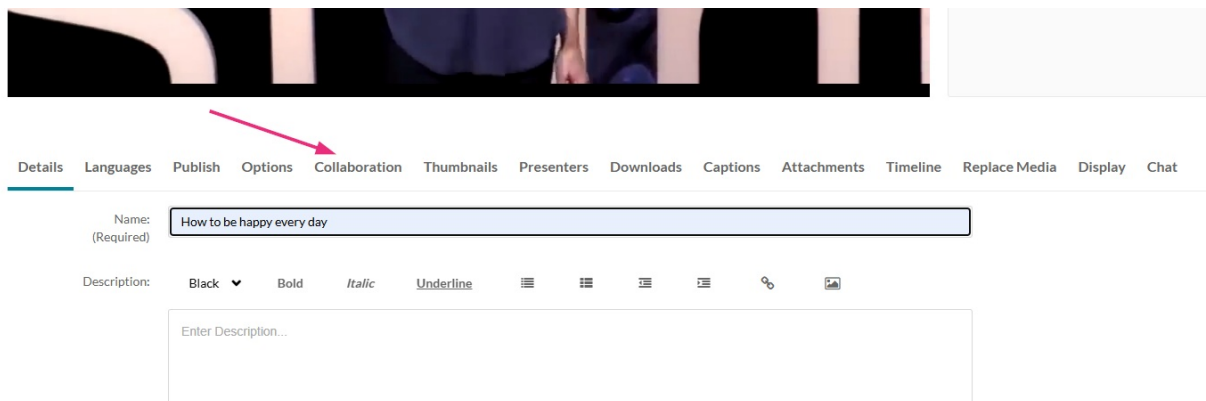 Details Languages Publish Options Collaboration Thumbnails Presenters Downloads Captions Attachments Timeline Replace Media Display Chat
Name: How to be happy every day
(Required)
Description: Black Bold Italic Underline
Enter Description...